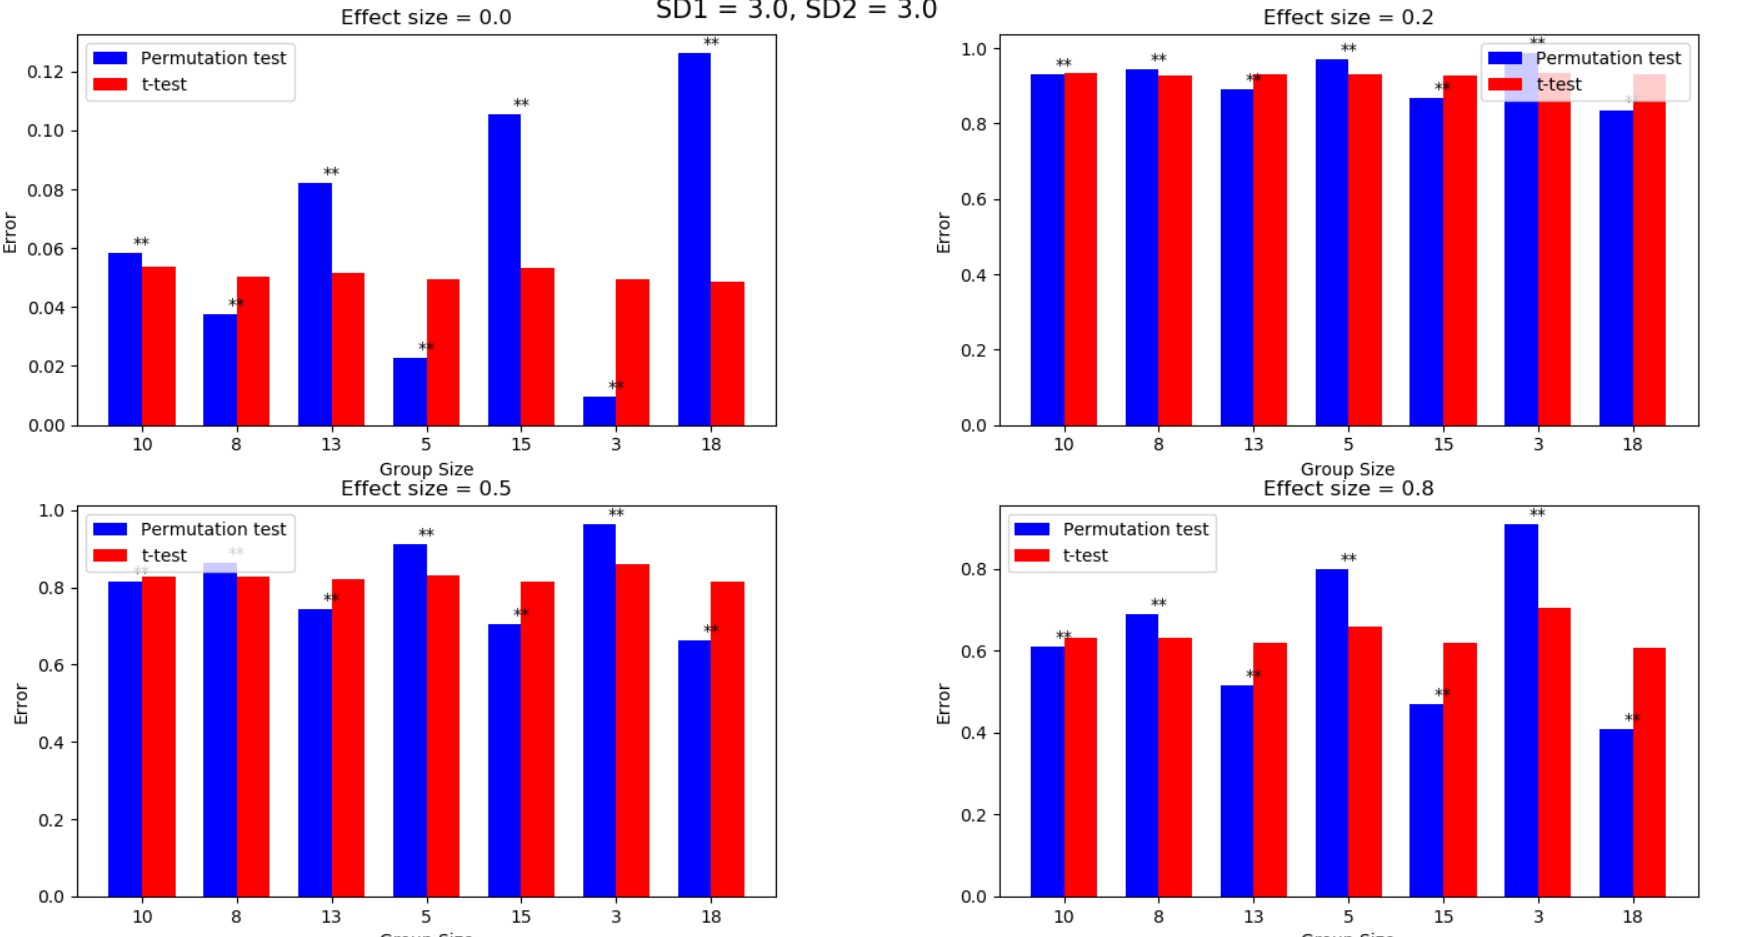 SD1 = 3.0, SD2 = 3.0
Effect size = 0.0
Permutation test
t-test
**
**
**
**
**
**
**
0.12
0.10
0.08
0.06
0.04
0.02
0.00
Error
10 8 13 5 15 3 18
Group Size
Effect size = 0.2
Permutation test
t-test
**
**
**
**
**
**
**
1.0
0.8
0.6
0.4
0.2
0.0
Error
10 8 13 5 15 3 18
Group Size
Effect size = 0.5
Permutation test
t-test
**
**
**
**
**
**
**
1.0
0.8
0.6
0.4
0.2
0.0
Error
10 8 13 5 15 3 18
Group Size
Effect size = 0.8
Permutation test
t-test
**
**
**
**
**
**
**
0.8
0.6
0.4
0.2
0.0
Error
10 8 13 5 15 3 18
Group Size